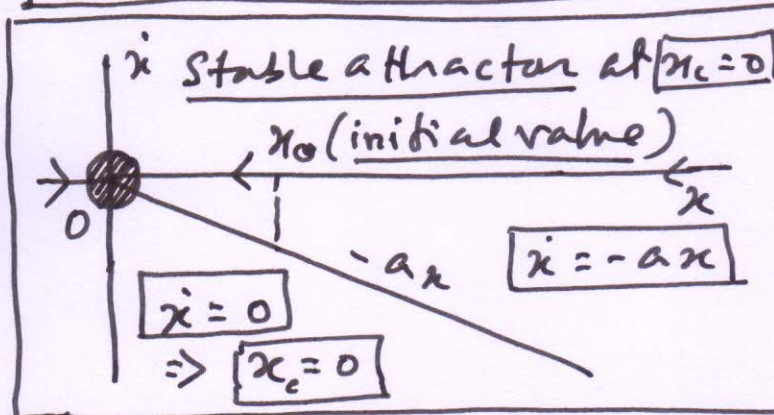 ẋ Stable attractor at x_c = 0
x₀ (initial value)
0
x
- ax
ẋ = - ax
ẋ = 0
=> x_c = 0